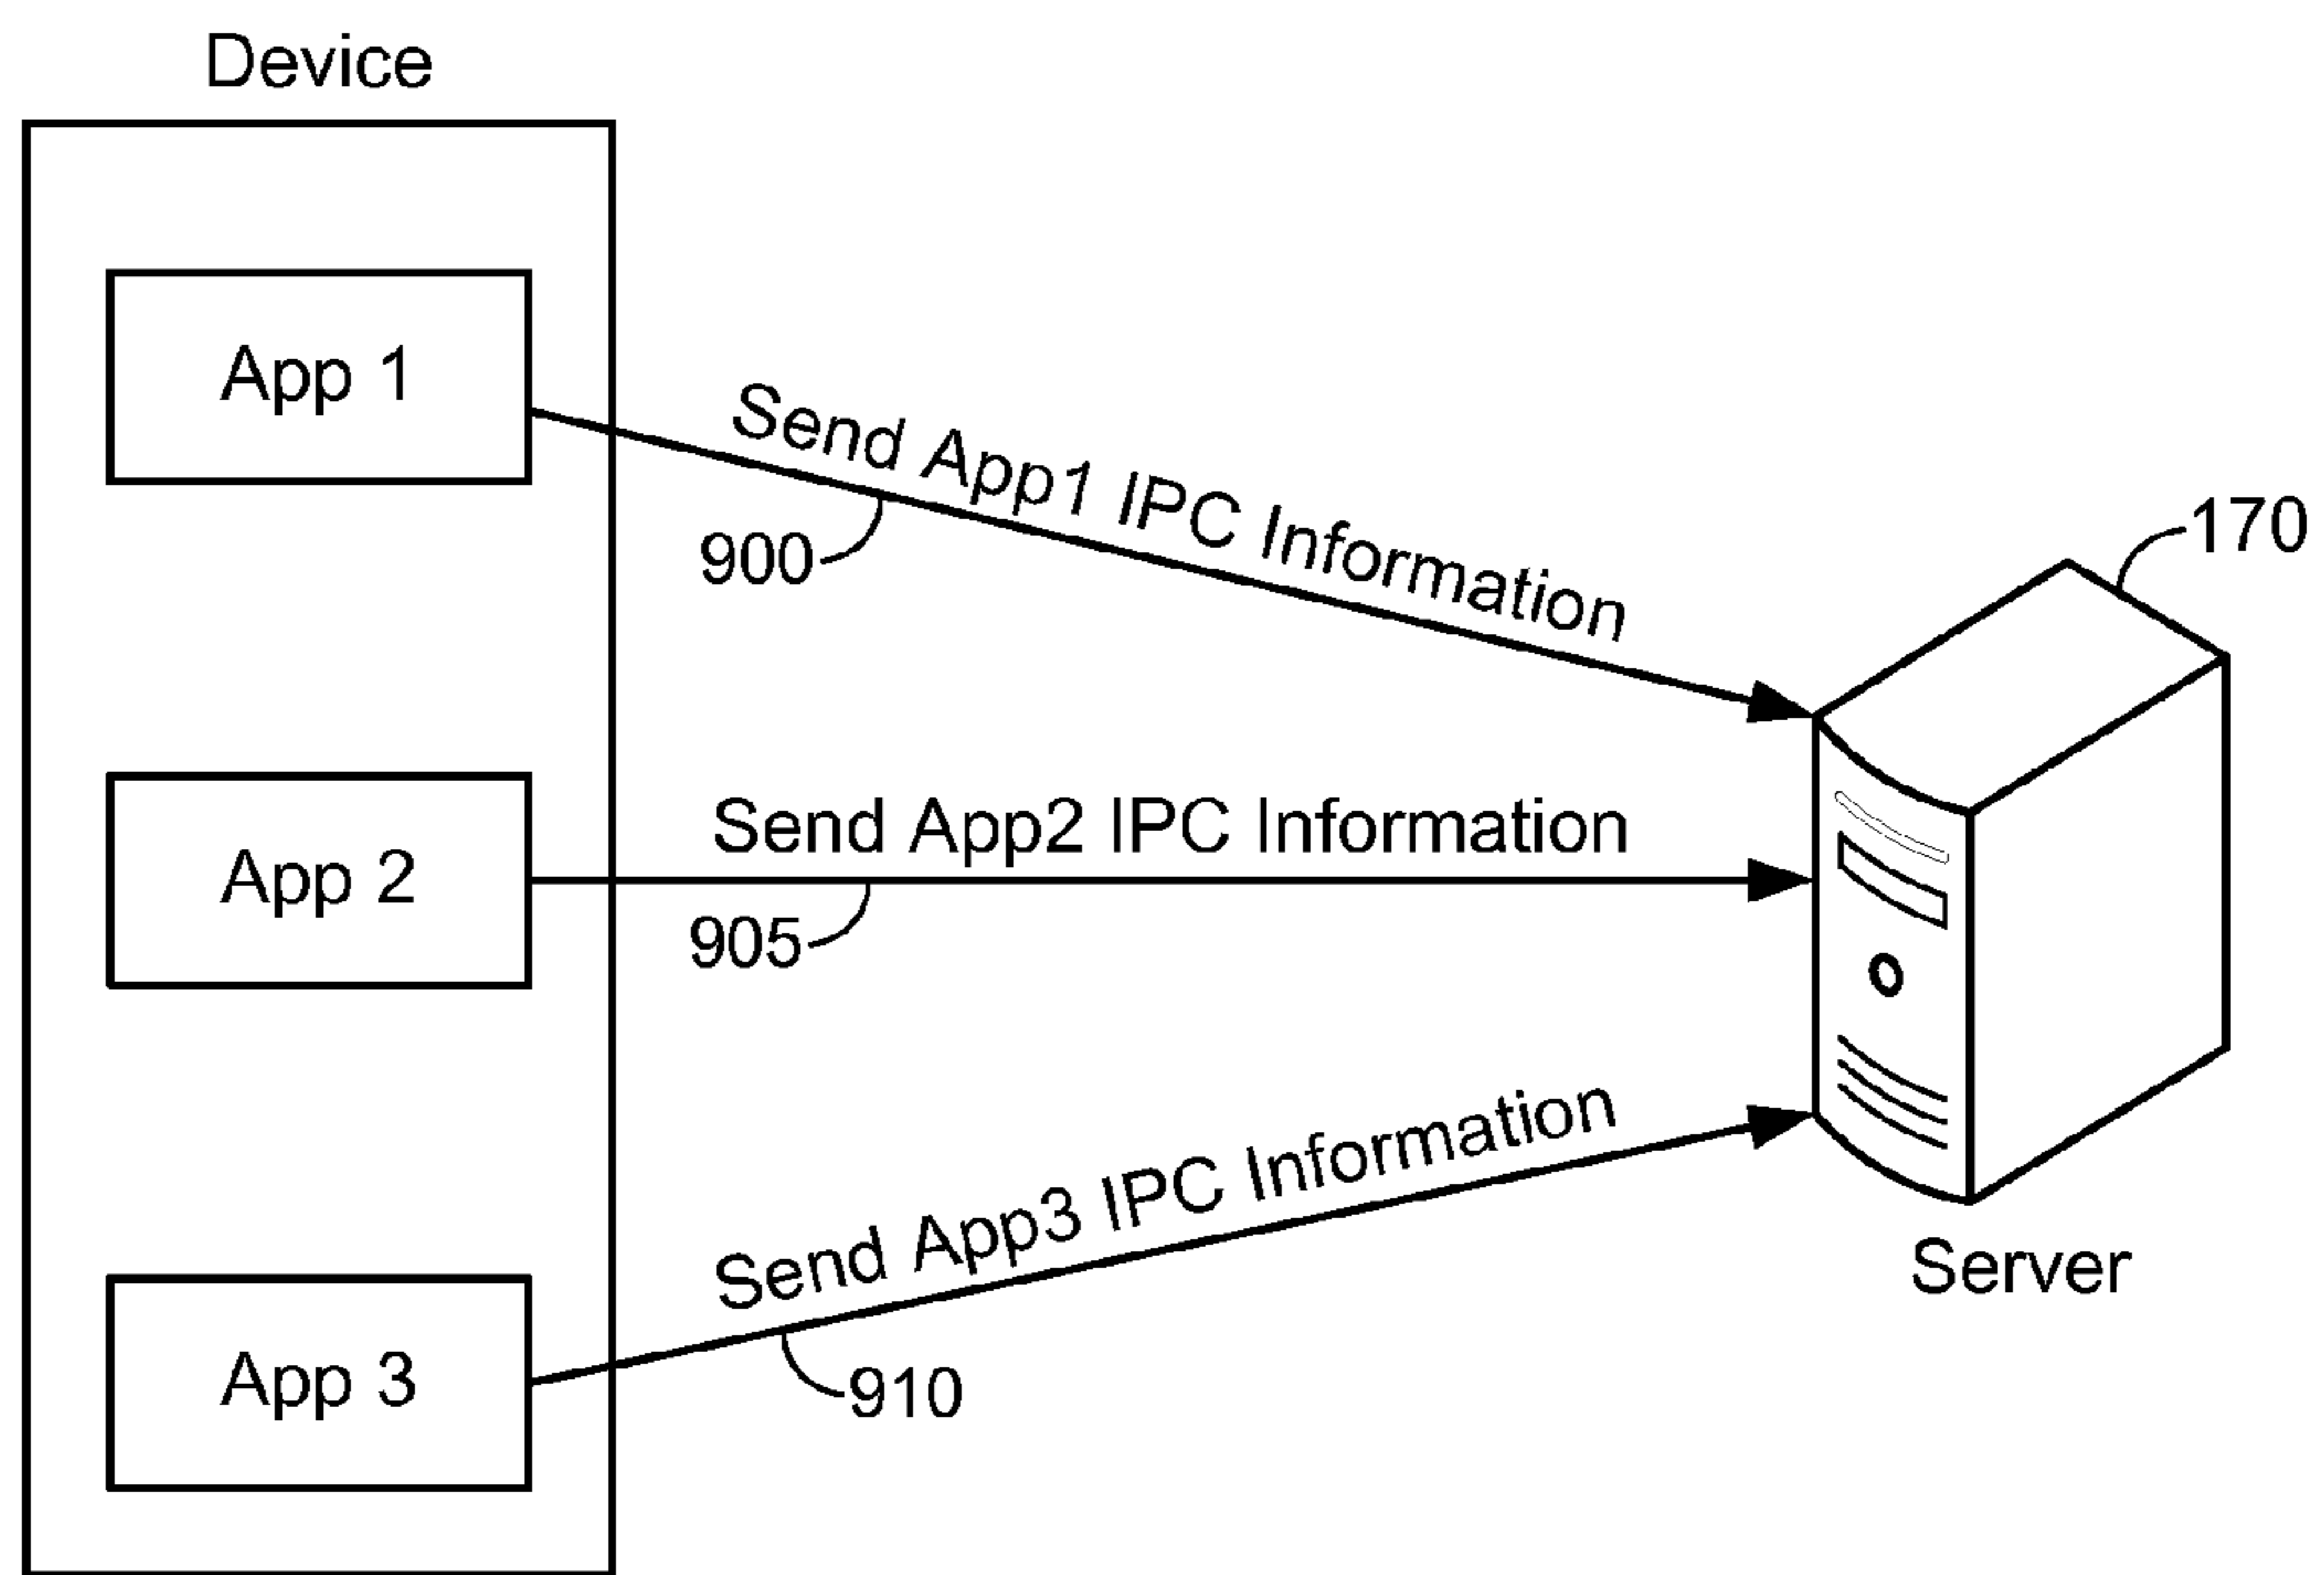 Device
App 1
Send App1 IPC Information
900
170
App 2
Send App2 IPC Information
905
Send App3 IPC Information
Server
App 3
910